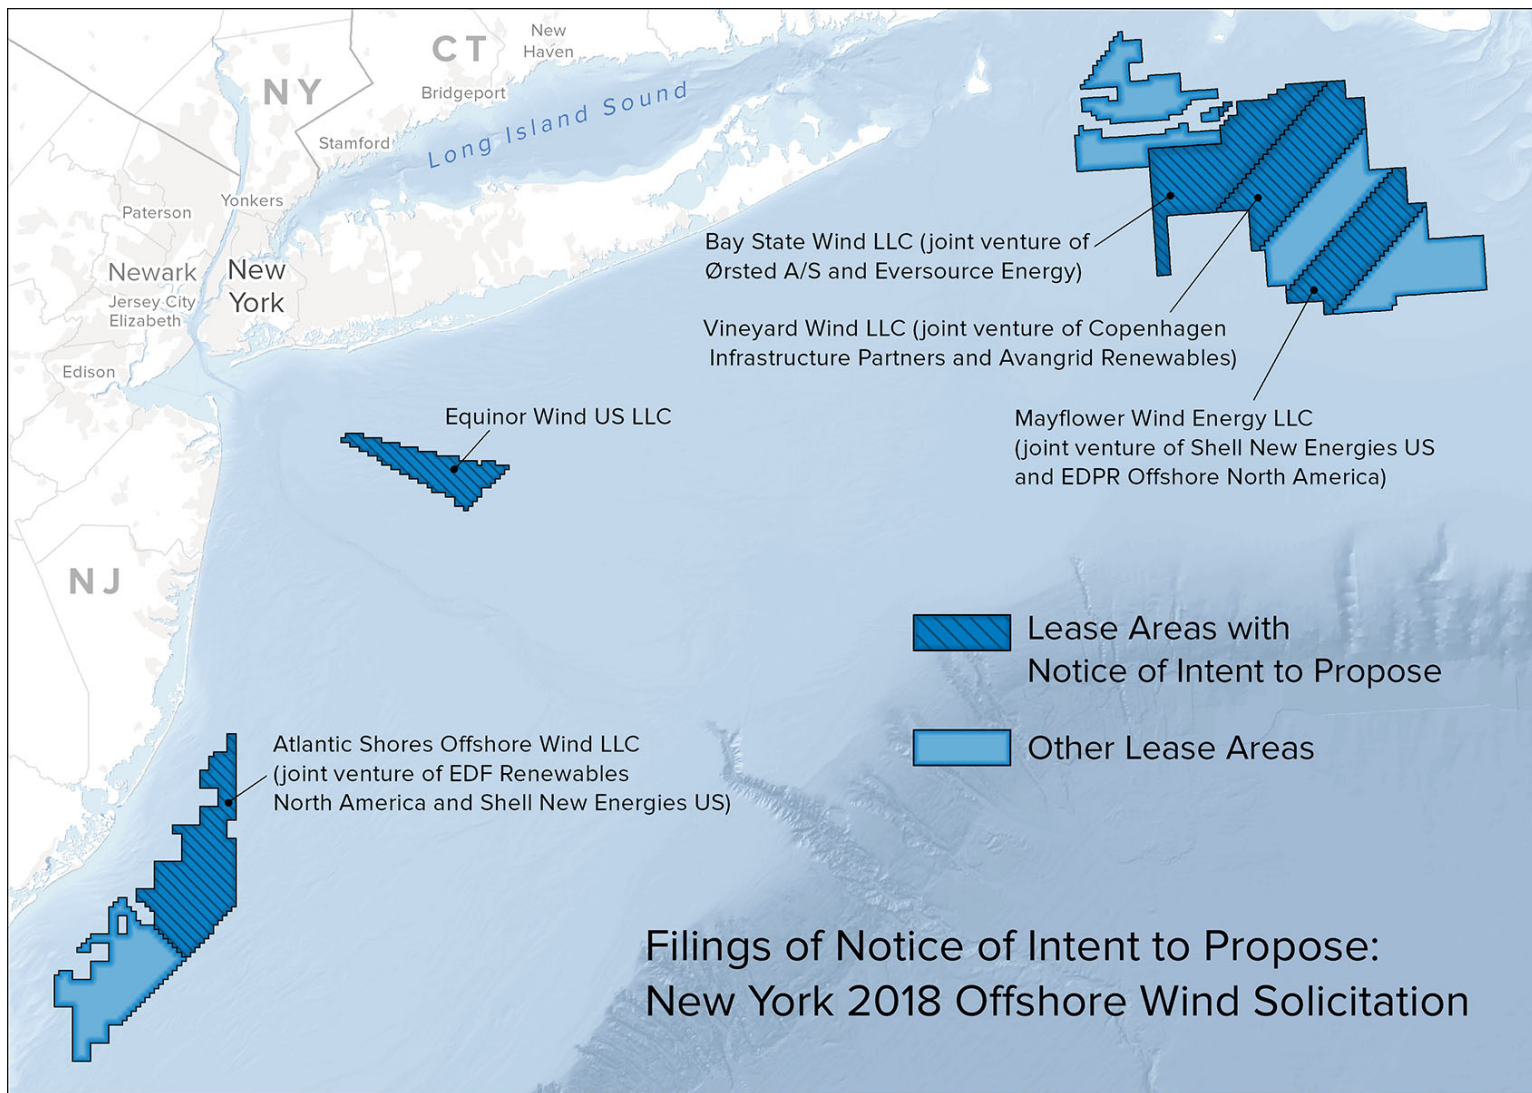 CT
New
Haven
NY
Bridgeport
Long Island Sound
Stamford
Yonkers
Paterson
Newark
New
York
Jersey City
Elizabeth
Edison
NJ
Bay State Wind LLC (joint venture of
Ørsted A/S and Eversource Energy)
Vineyard Wind LLC (joint venture of Copenhagen
Infrastructure Partners and Avangrid Renewables)
Mayflower Wind Energy LLC
(joint venture of Shell New Energies US
and EDPR Offshore North America)
Equinor Wind US LLC
Lease Areas with
Notice of Intent to Propose
Other Lease Areas
Atlantic Shores Offshore Wind LLC
(joint venture of EDF Renewables
North America and Shell New Energies US)
Filings of Notice of Intent to Propose:
New York 2018 Offshore Wind Solicitation